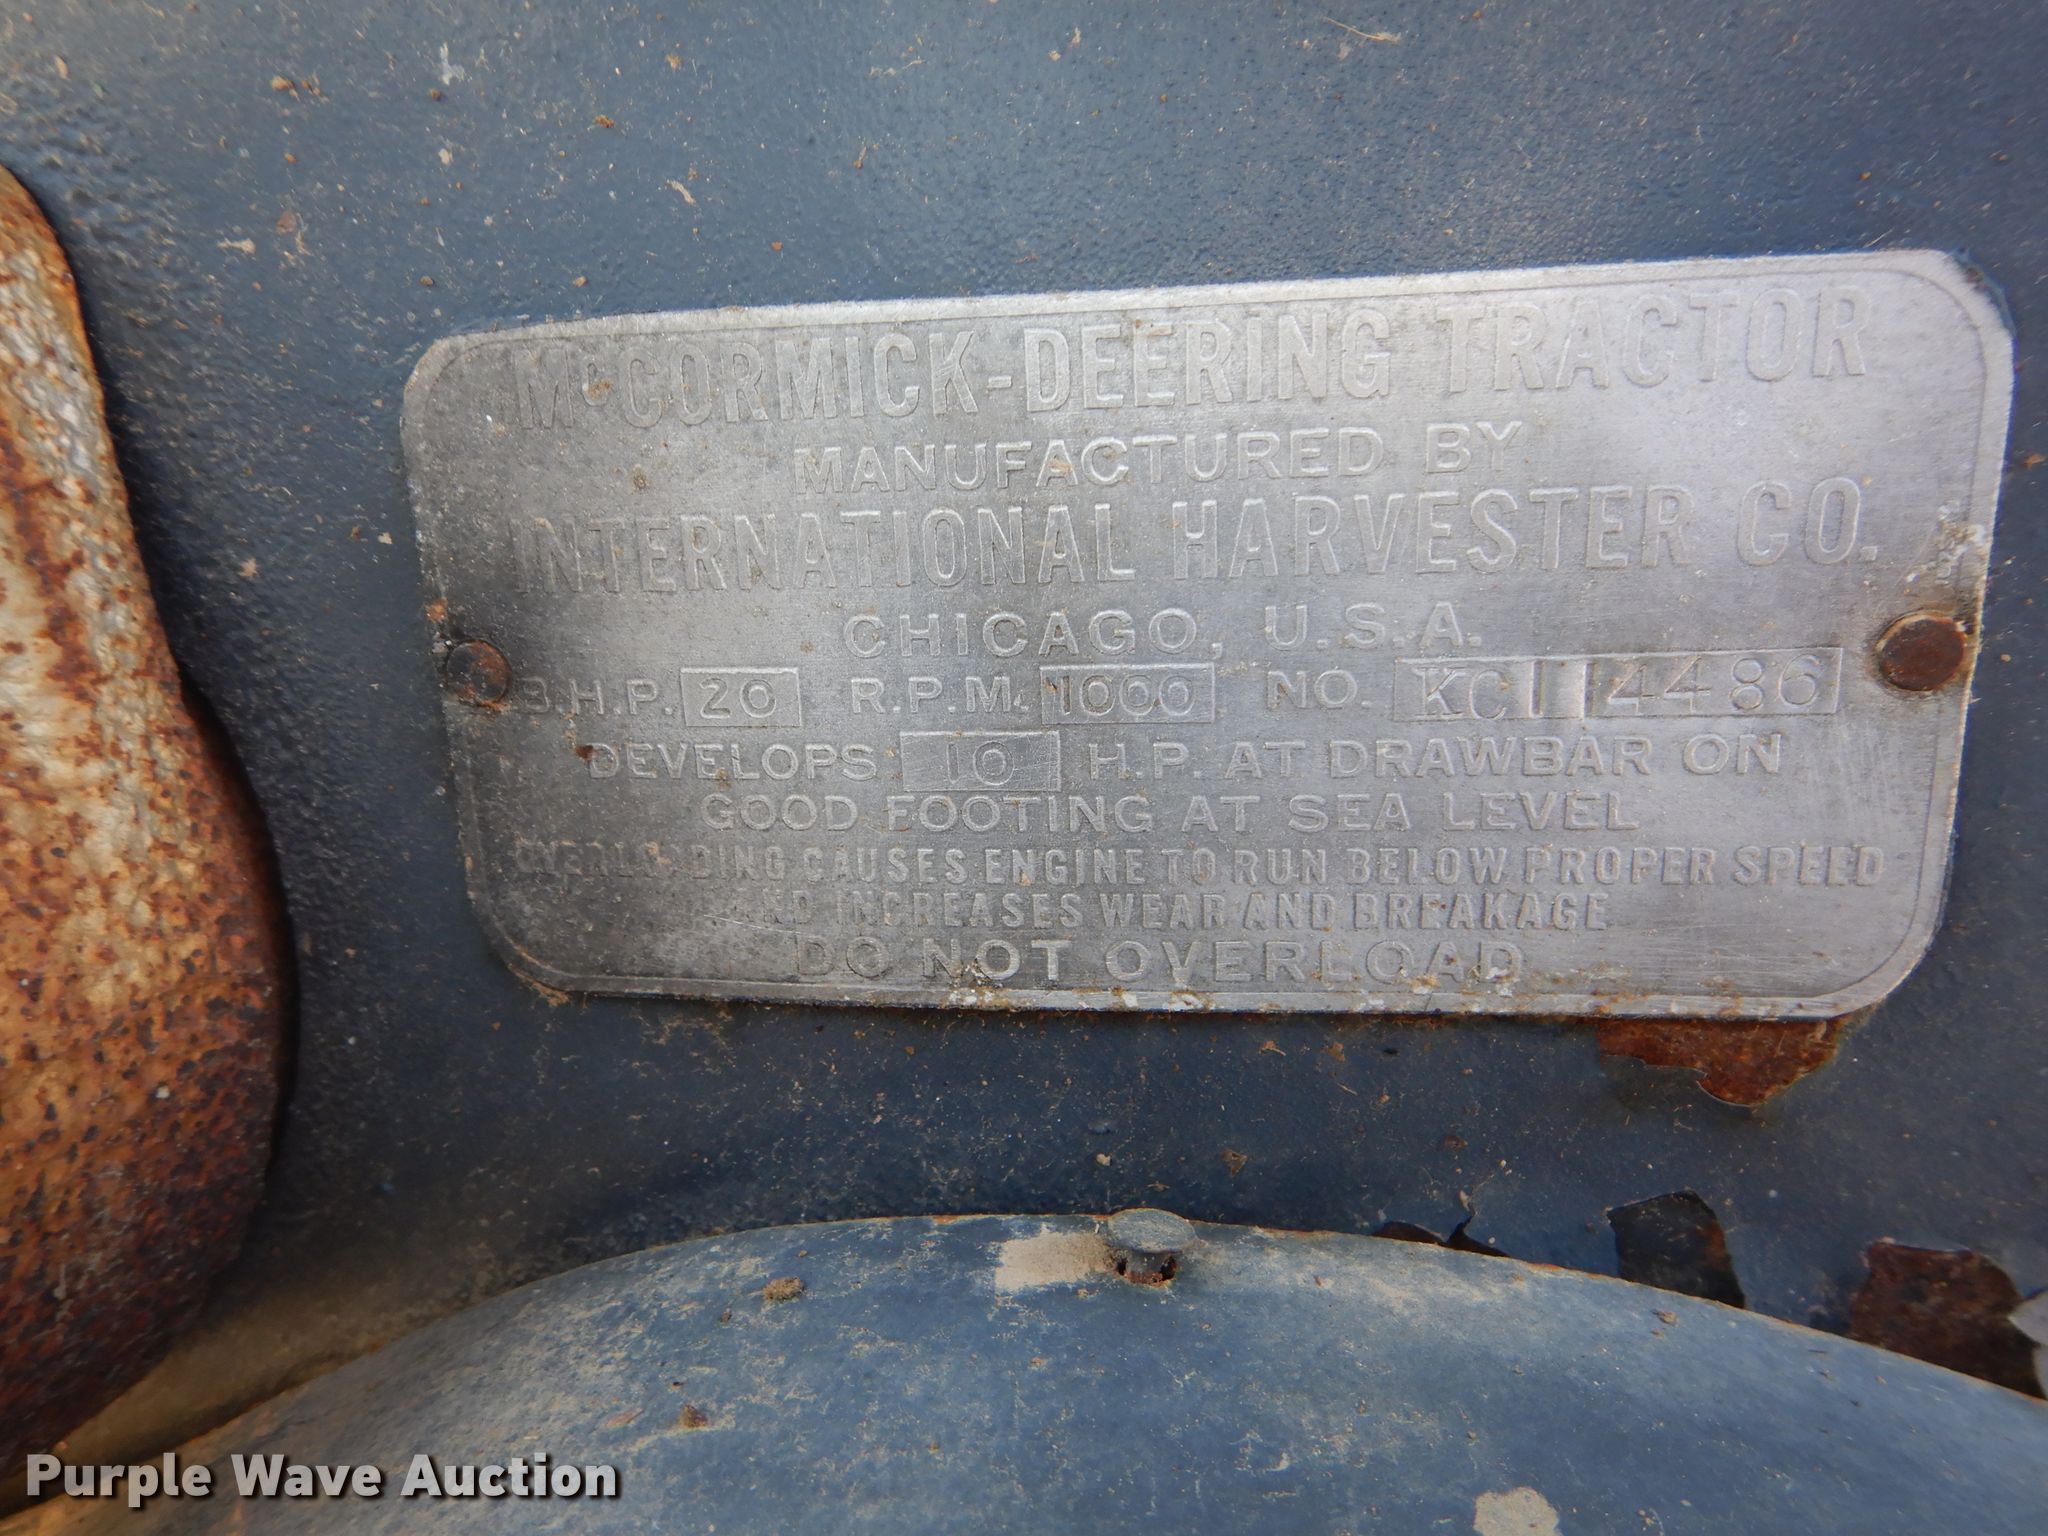 McCORMICK-DEERING TRACTOR
MANUFACTURED BY
INTERNATIONAL HARVESTER CO.
CHICAGO, U.S.A.
B.H.P. 20 R.P.M. 1000 NO. KC114486
DEVELOPS 10 H.P. AT DRAWBAR ON
GOOD FOOTING AT SEA LEVEL
OVERLOADING CAUSES ENGINE TO RUN BELOW PROPER SPEED
AND INCREASES WEAR AND BREAKAGE
DO NOT OVERLOAD
Purple Wave Auction